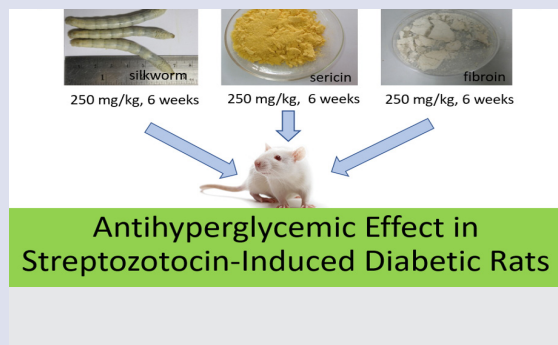 silkworm
sericin
fibroin
250 mg/kg, 6 weeks
250 mg/kg, 6 weeks
250 mg/kg, 6 weeks
Antihyperglycemic Effect in
Streptozotocin-Induced Diabetic Rats